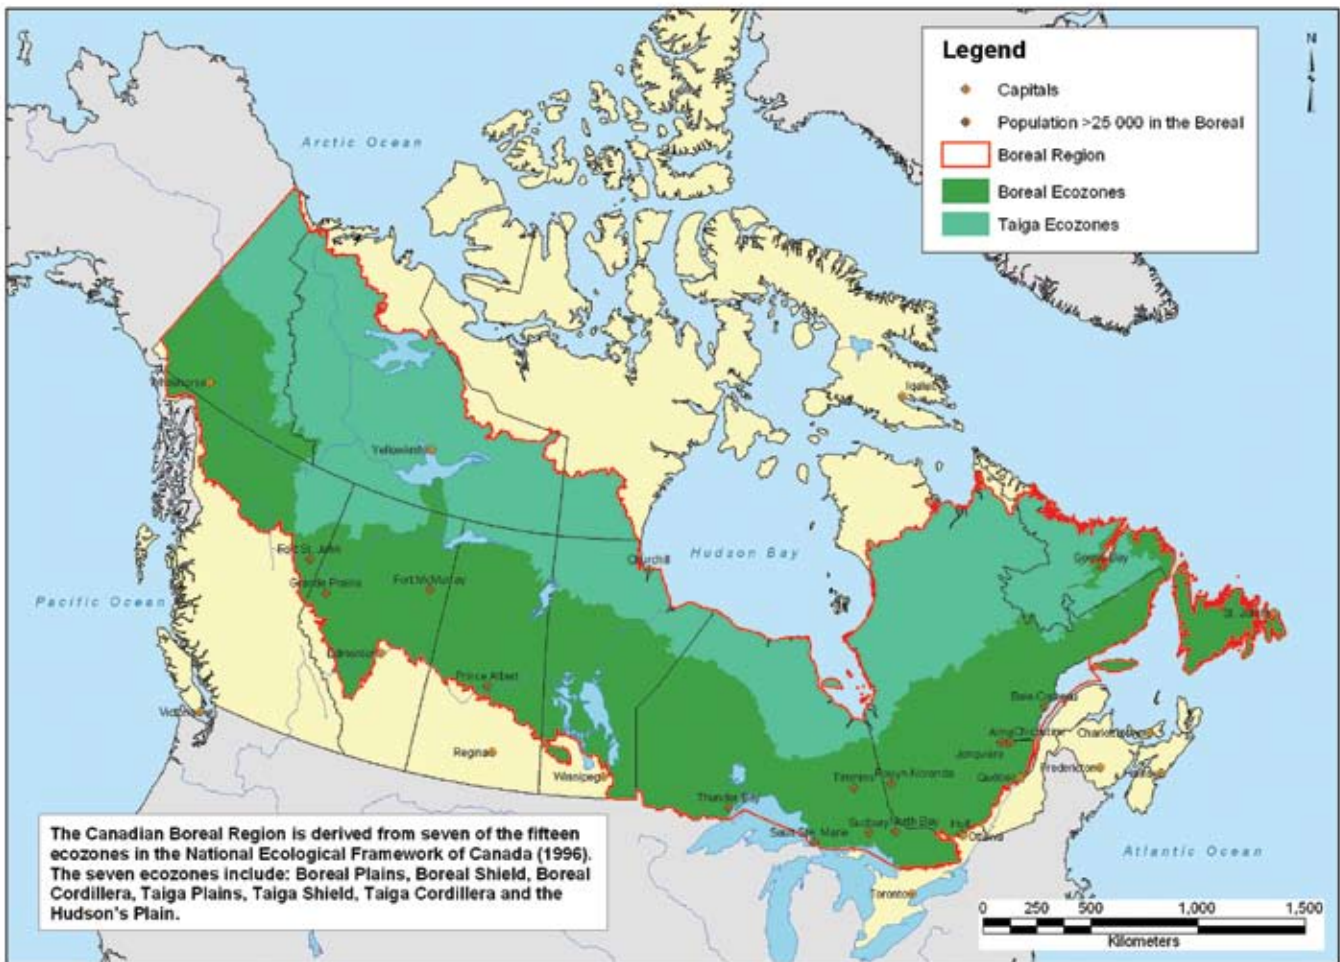 Legend
Capitals
Population >25 000 in the Boreal
Boreal Region
Boreal Ecozones
Taiga Ecozones
N
Arctic Ocean
Whitehorse
Iqaluit
Yellowknife
Hudson Bay
Churchill
Goose Bay
Fort St. John
Grande Prairie
Fort McMurray
Pacific Ocean
St. John's
Edmonton
Prince Albert
Baie Comeau
Victoria
Regina
Winnipeg
Alma
Chicoutimi
Jonquiere
Charlottetown
Timmins
Rouyn Noranda
Quebec
Fredericton
Halifax
Thunder Bay
Sault Ste. Marie
Sudbury
North Bay
Hull
Ottawa
Atlantic Ocean
Toronto
The Canadian Boreal Region is derived from seven of the fifteen
ecozones in the National Ecological Framework of Canada (1996).
The seven ecozones include: Boreal Plains, Boreal Shield, Boreal
Cordillera, Taiga Plains, Taiga Shield, Taiga Cordillera and the
Hudson's Plain.
0 250 500 1,000 1,500
Kilometers